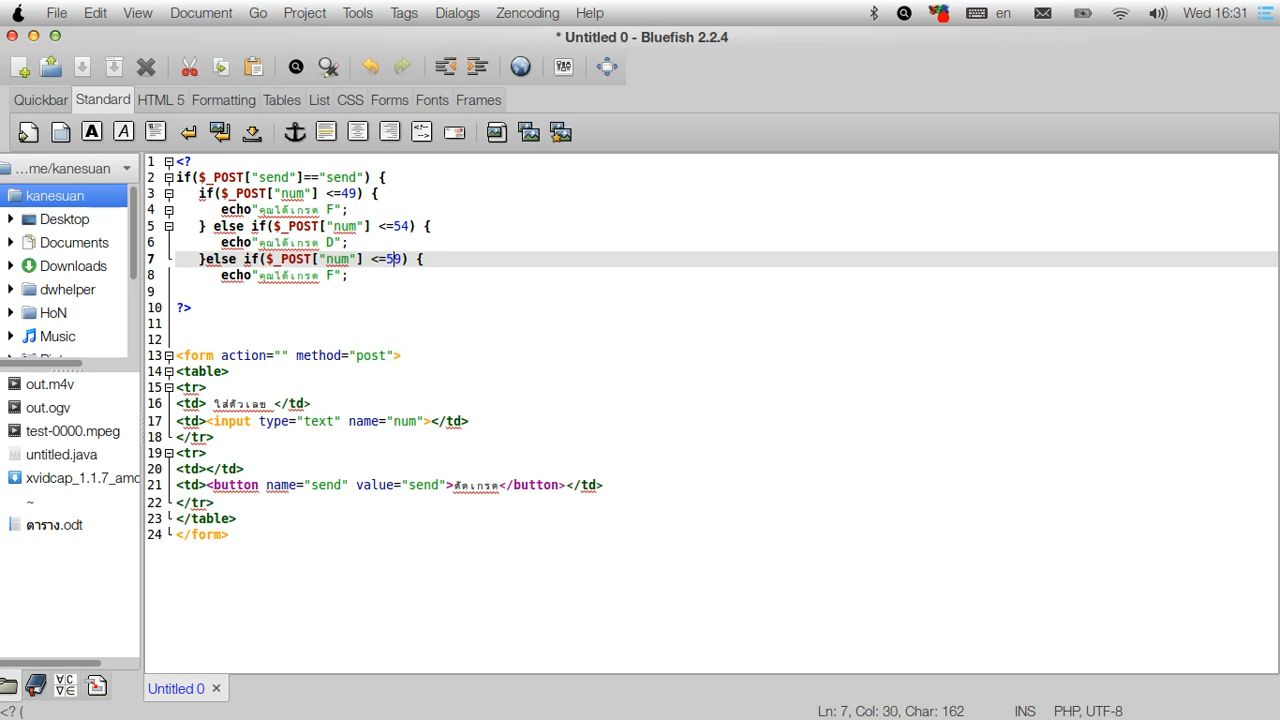 File Edit View Document Go Project Tools Tags Dialogs Zencoding Help en Wed 16:31
* Untitled 0 - Bluefish 2.2.4
Quickbar Standard HTML 5 Formatting Tables List CSS Forms Fonts Frames
...me/kanesuan
kanesuan
Desktop
Documents
Downloads
dwhelper
HoN
Music
out.m4v
out.ogv
test-0000.mpeg
untitled.java
xvidcap_1.1.7_amd
~
ตาราง.odt
1 <?
2 if($_POST["send"]=="send") {
3 if($_POST["num"] <=49) {
4 echo"คุณได้เกรด F";
5 } else if($_POST["num"] <=54) {
6 echo"คุณได้เกรด D";
7 }else if($_POST["num"] <=59) {
8 echo"คุณได้เกรด F";
9
10 ?>
11
12
13 <form action="" method="post">
14 <table>
15 <tr>
16 <td> ใส่ตัวเลข </td>
17 <td><input type="text" name="num"></td>
18 </tr>
19 <tr>
20 <td></td>
21 <td><button name="send" value="send">ตัดเกรด</button></td>
22 </tr>
23 </table>
24 </form>
Untitled 0
<? (
Ln: 7, Col: 30, Char: 162 INS PHP, UTF-8